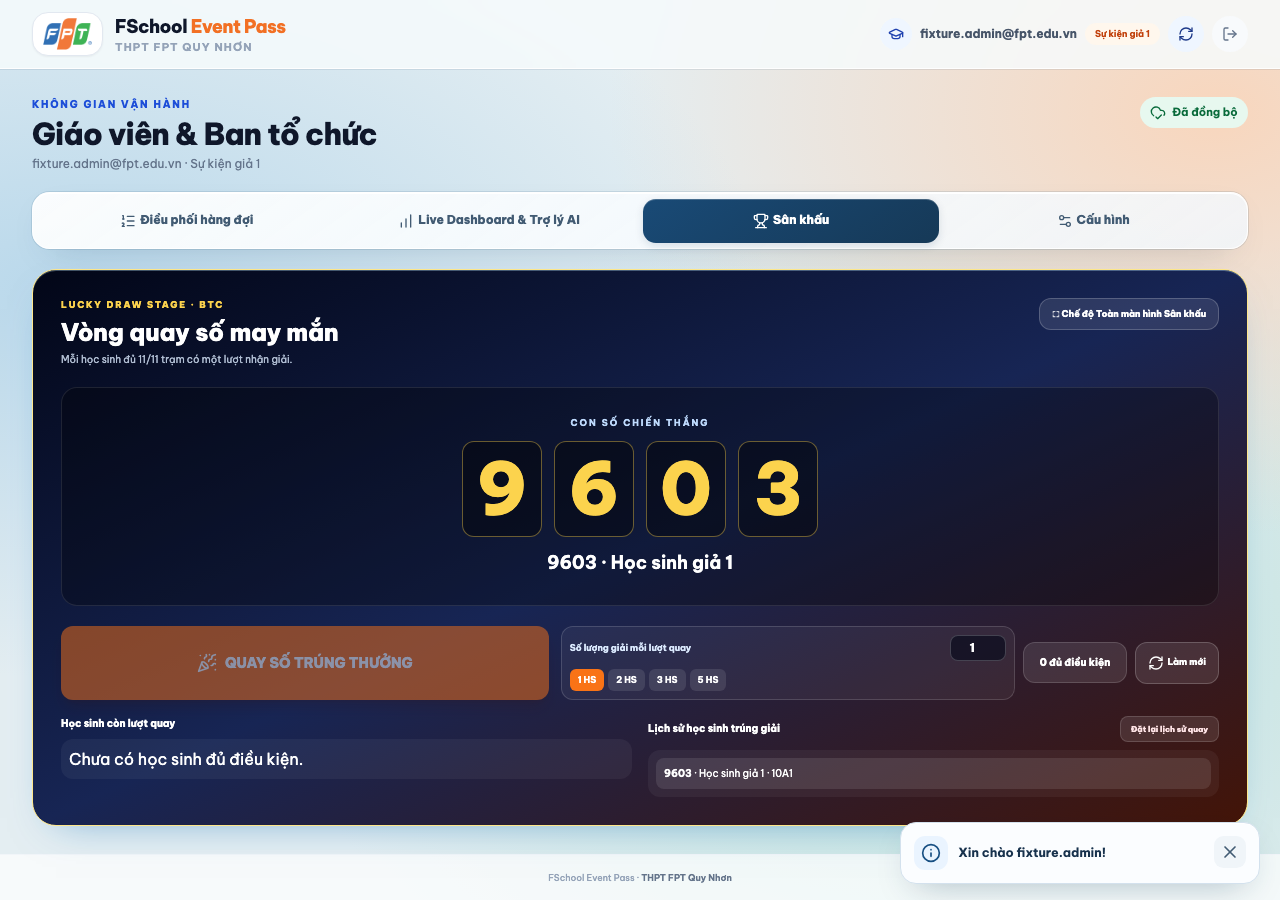 FPT
FSchool Event Pass
THPT FPT QUY NHƠN
fixture.admin@fpt.edu.vn
Sự kiện giả 1
KHÔNG GIAN VẬN HÀNH
Giáo viên & Ban tổ chức
fixture.admin@fpt.edu.vn · Sự kiện giả 1
Đã đồng bộ
Điều phối hàng đợi
Live Dashboard & Trợ lý AI
Sân khấu
Cấu hình
LUCKY DRAW STAGE · BTC
Vòng quay số may mắn
Mỗi học sinh đủ 11/11 trạm có một lượt nhận giải.
Chế độ Toàn màn hình Sân khấu
CON SỐ CHIẾN THẮNG
9 6 0 3
9603 · Học sinh giả 1
QUAY SỐ TRÚNG THƯỞNG
Số lượng giải mỗi lượt quay
1
1 HS
2 HS
3 HS
5 HS
0 đủ điều kiện
Làm mới
Học sinh còn lượt quay
Chưa có học sinh đủ điều kiện.
Lịch sử học sinh trúng giải
Đặt lại lịch sử quay
9603 · Học sinh giả 1 · 10A1
Xin chào fixture.admin!
FSchool Event Pass · THPT FPT Quy Nhơn